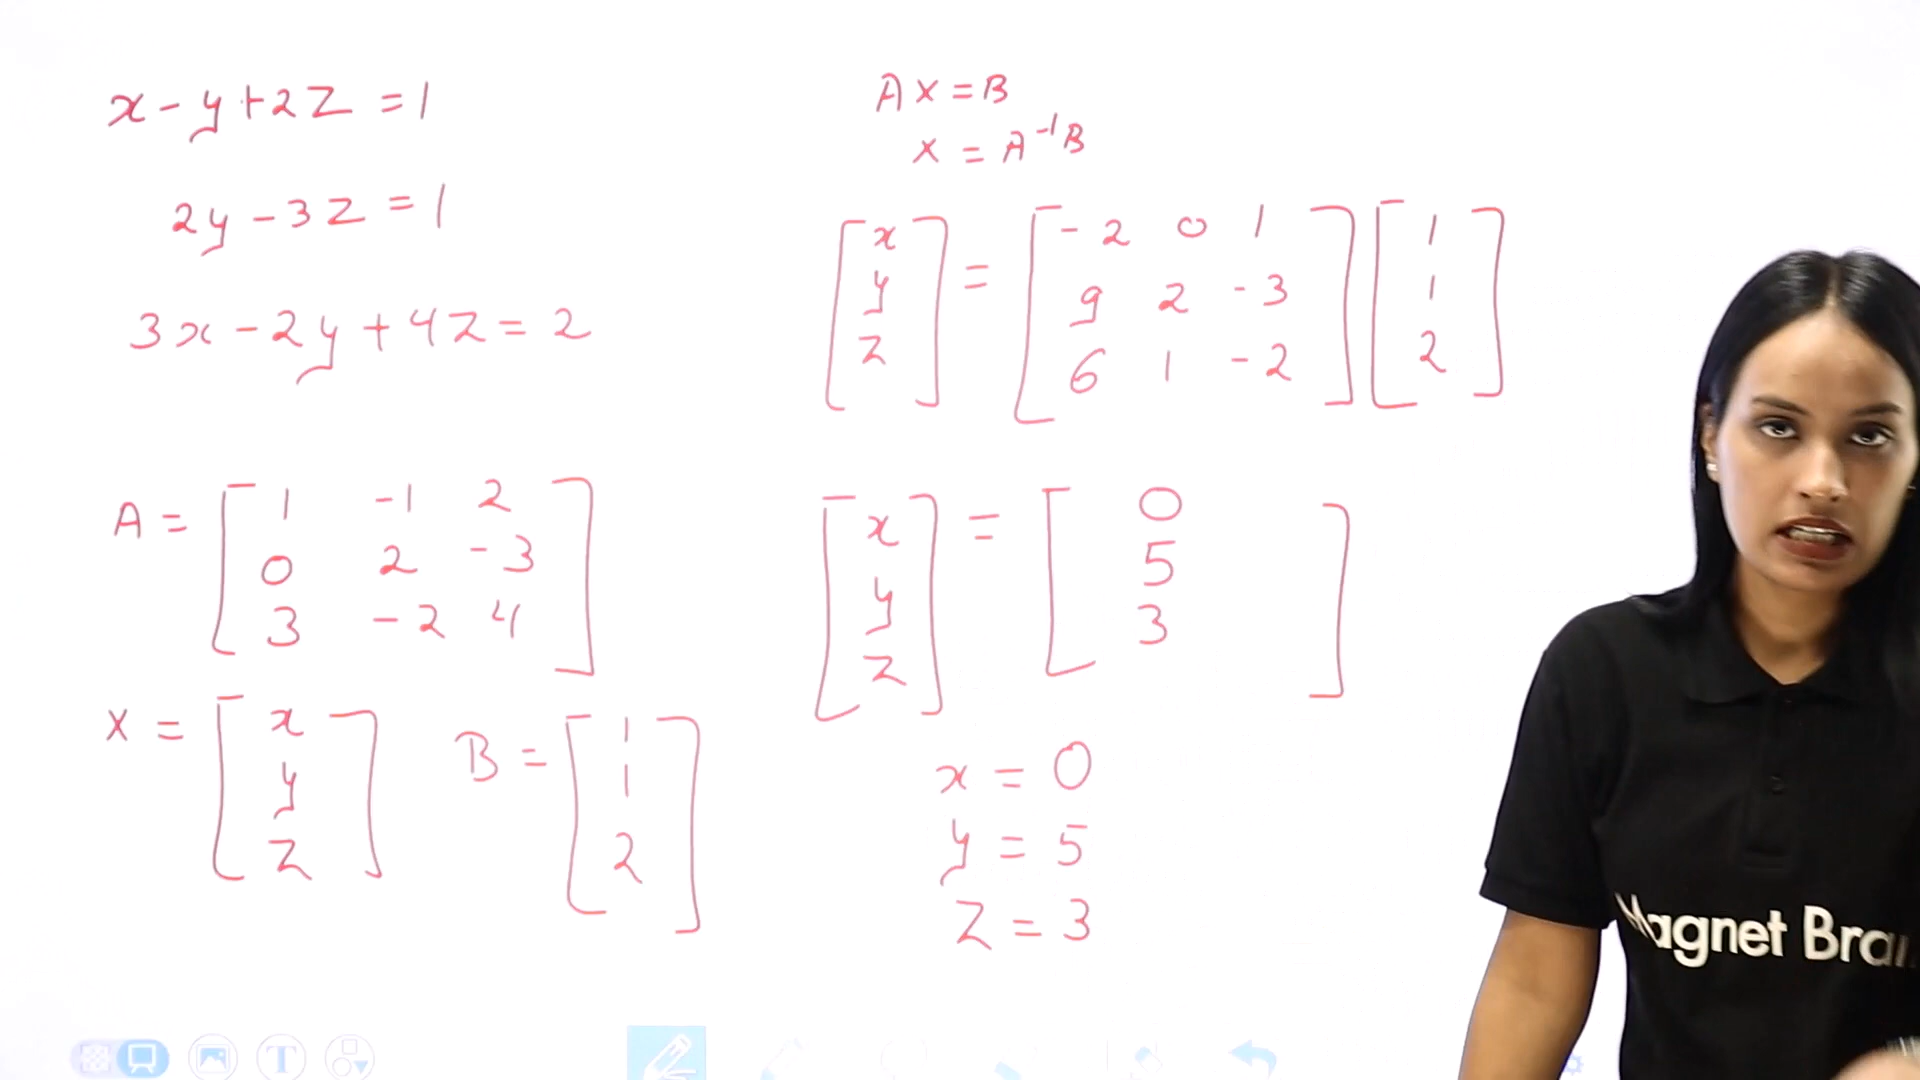 x - y + 2z = 1
2y - 3z = 1
3x - 2y + 4z = 2
A = [ 1 -1 2
0 2 -3
3 -2 4 ]
X = [ x
y
z ]
B = [ 1
1
2 ]
AX = B
X = A⁻¹B
[ x
y
z ] = [ -2 0 1
9 2 -3
6 1 -2 ] [ 1
1
2 ]
[ x
y
z ] = [ 0
5
3 ]
x = 0
y = 5
z = 3
Magnet Brai
T